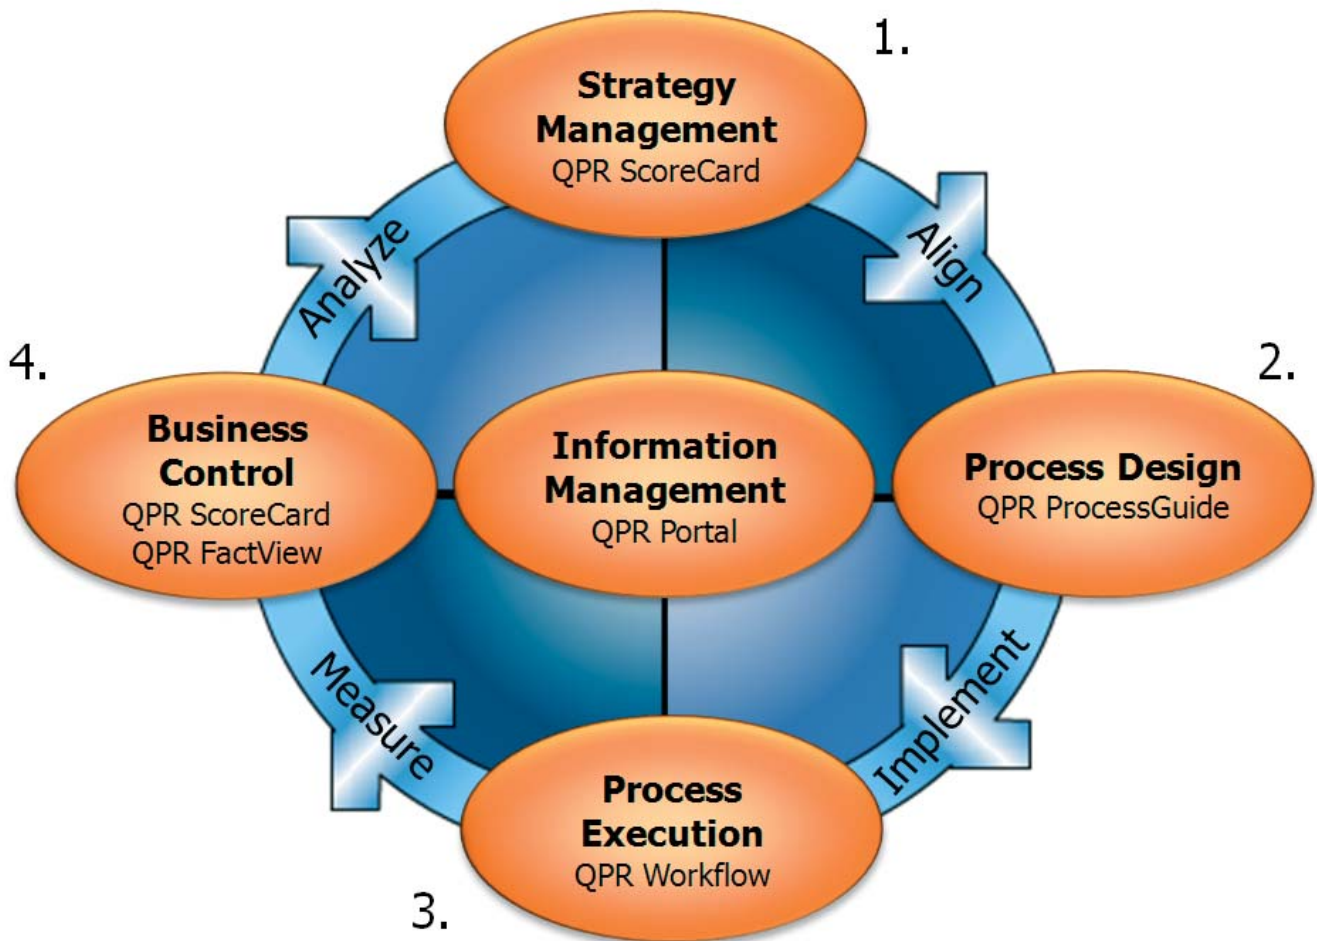 1.
Strategy
Management
QPR ScoreCard
Align
Analyze
2.
Process Design
QPR ProcessGuide
4.
Business
Control
QPR ScoreCard
QPR FactView
Information
Management
QPR Portal
Implement
Measure
3.
Process
Execution
QPR Workflow